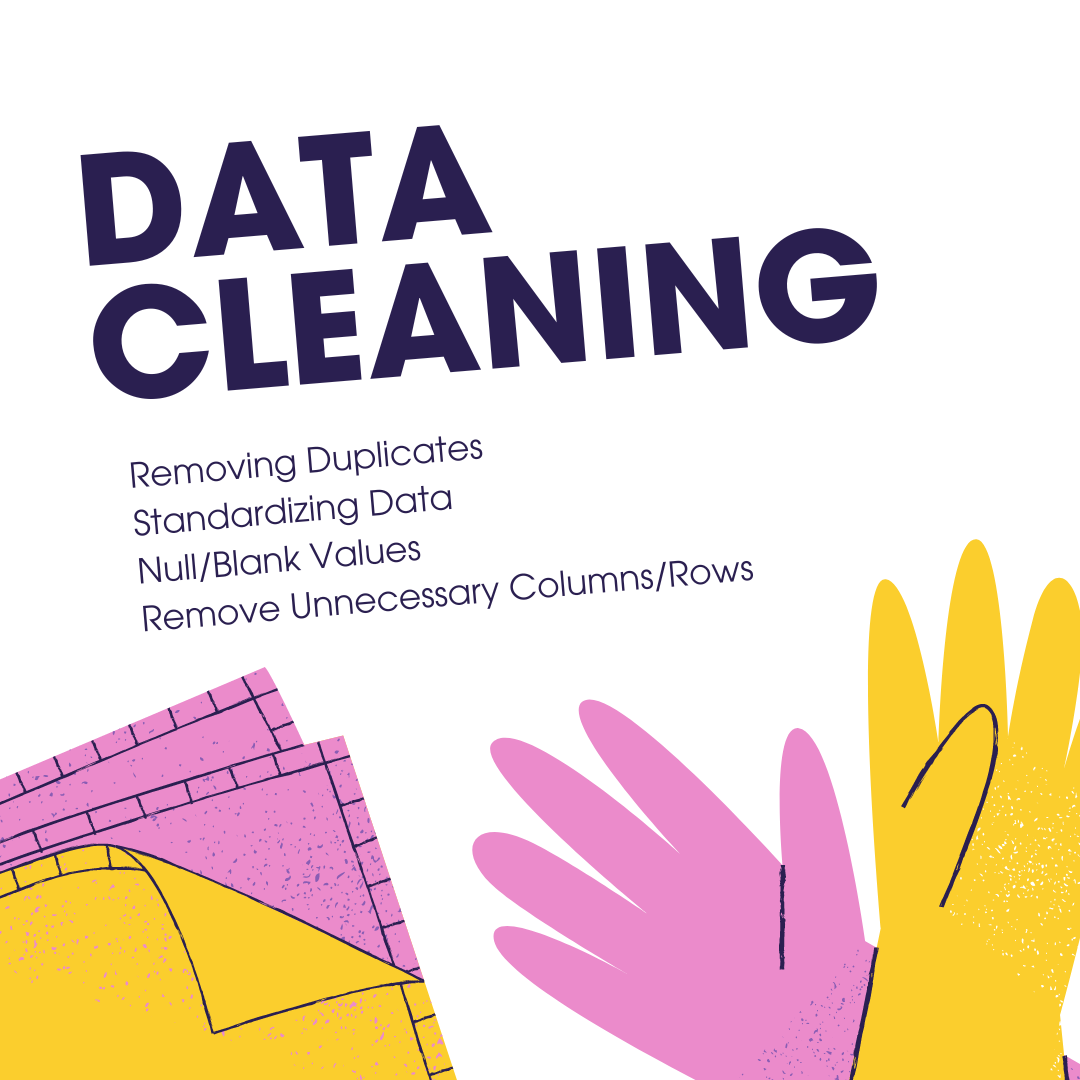 DATA
CLEANING
Removing Duplicates
Standardizing Data
Null/Blank Values
Remove Unnecessary Columns/Rows